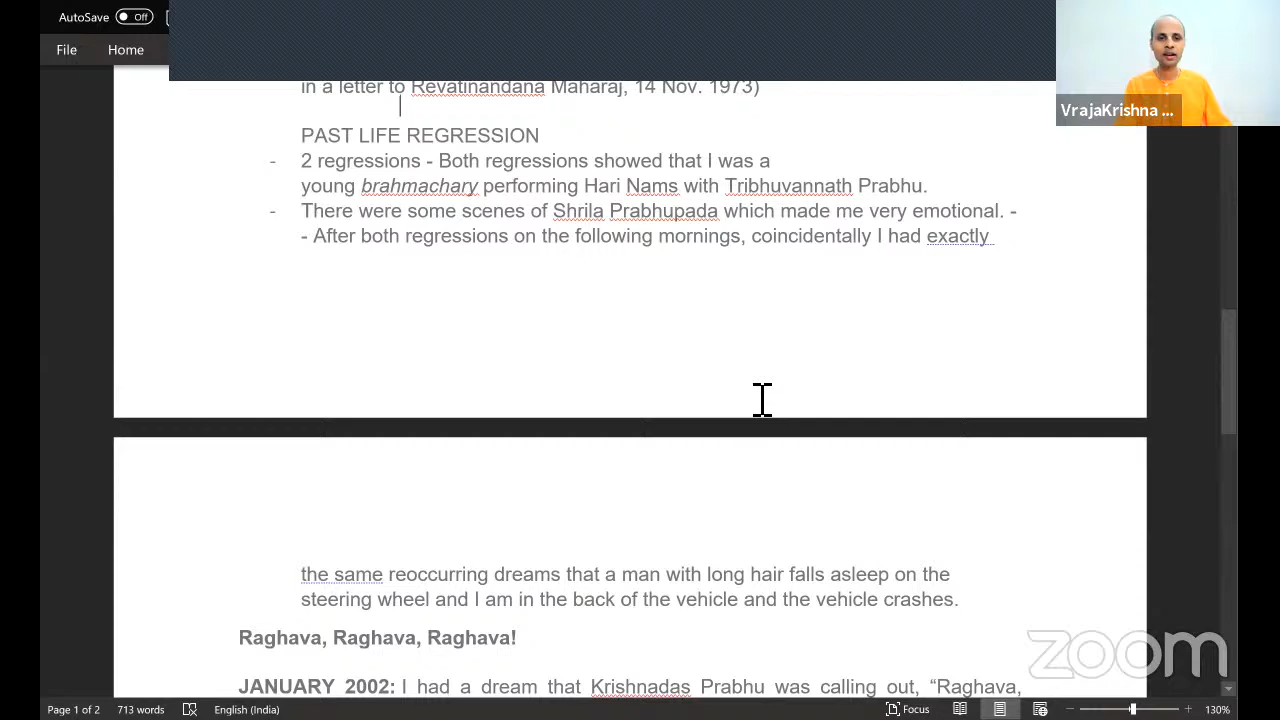 AutoSave Off
File Home
VrajaKrishna ...
in a letter to Revatinandana Maharaj, 14 Nov. 1973)
PAST LIFE REGRESSION
- 2 regressions - Both regressions showed that I was a
young brahmachary performing Hari Nams with Tribhuvannath Prabhu.
- There were some scenes of Shrila Prabhupada which made me very emotional. -
- After both regressions on the following mornings, coincidentally I had exactly
the same reoccurring dreams that a man with long hair falls asleep on the
steering wheel and I am in the back of the vehicle and the vehicle crashes.
Raghava, Raghava, Raghava!
zoom
JANUARY 2002: I had a dream that Krishnadas Prabhu was calling out, “Raghava,
Page 1 of 2 713 words English (India) Focus 130%